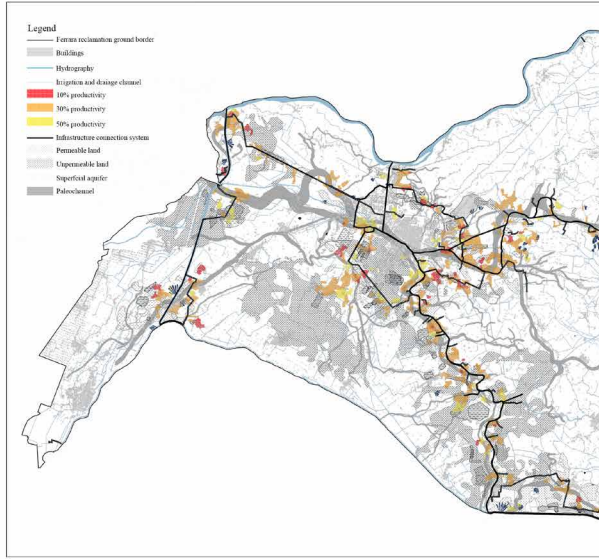 Legend
Ferrara reclamation ground border
Buildings
Hydrography
Irrigation and draiage channel
10% productivity
30% productivity
50% productivity
Infrastructure connection system
Permeable land
Unpermeable land
Superficial aquifer
Paleochannel